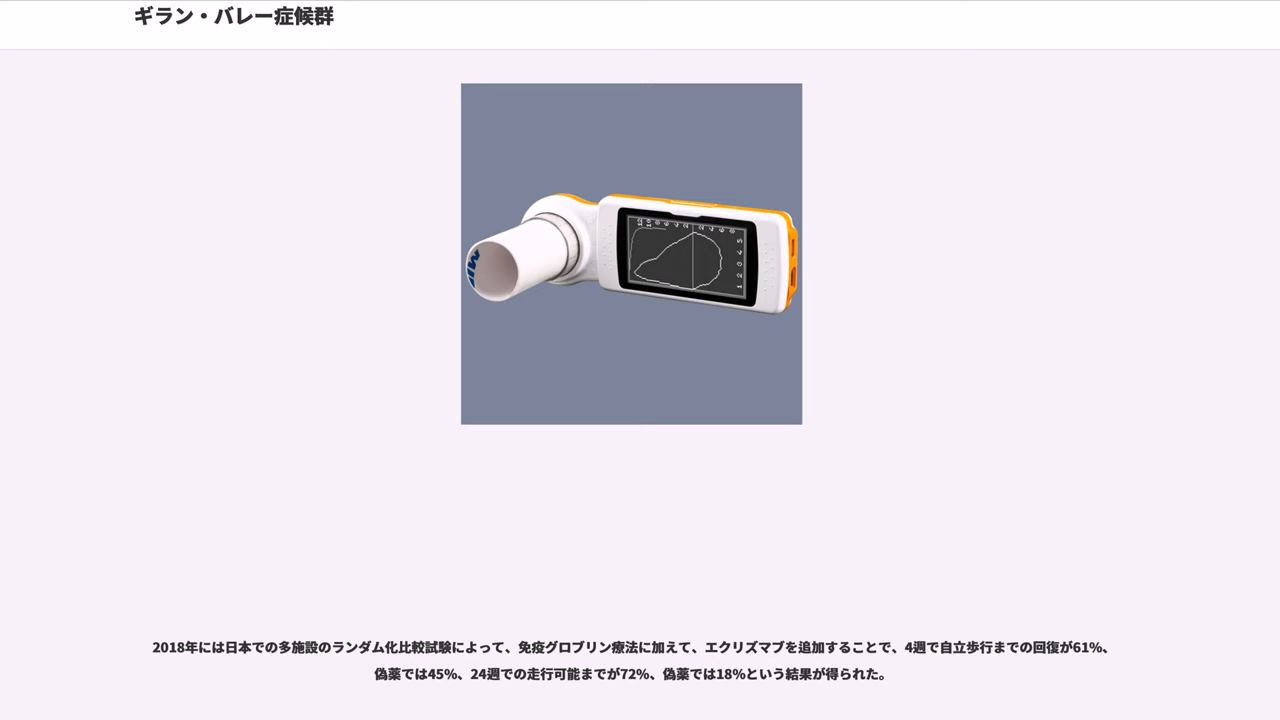 ギラン・バレー症候群
MIR
2018年には日本での多施設のランダム化比較試験によって、免疫グロブリン療法に加えて、エクリズマブを追加することで、4週で自立歩行までの回復が61%、
偽薬では45%、24週での走行可能までが72%、偽薬では18%という結果が得られた。